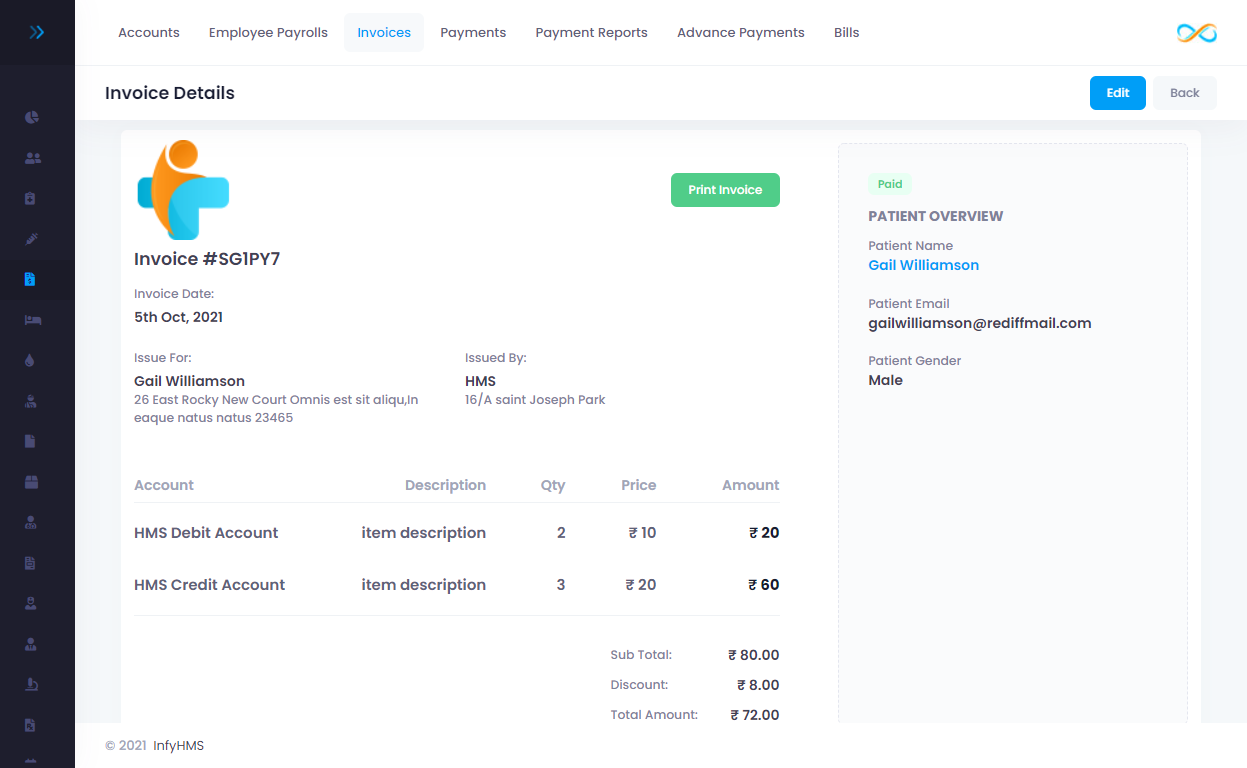 Accounts Employee Payrolls Invoices Payments Payment Reports Advance Payments Bills
Invoice Details
Edit Back
Print Invoice
Invoice #SG1PY7
Invoice Date:
5th Oct, 2021
Issue For: Issued By:
Gail Williamson HMS
26 East Rocky New Court Omnis est sit aliqu,In 16/A saint Joseph Park
eaque natus natus 23465
Account Description Qty Price Amount
HMS Debit Account item description 2 ₹ 10 ₹ 20
HMS Credit Account item description 3 ₹ 20 ₹ 60
Sub Total: ₹ 80.00
Discount: ₹ 8.00
Total Amount: ₹ 72.00
Paid
PATIENT OVERVIEW
Patient Name
Gail Williamson
Patient Email
gailwilliamson@rediffmail.com
Patient Gender
Male
© 2021 InfyHMS